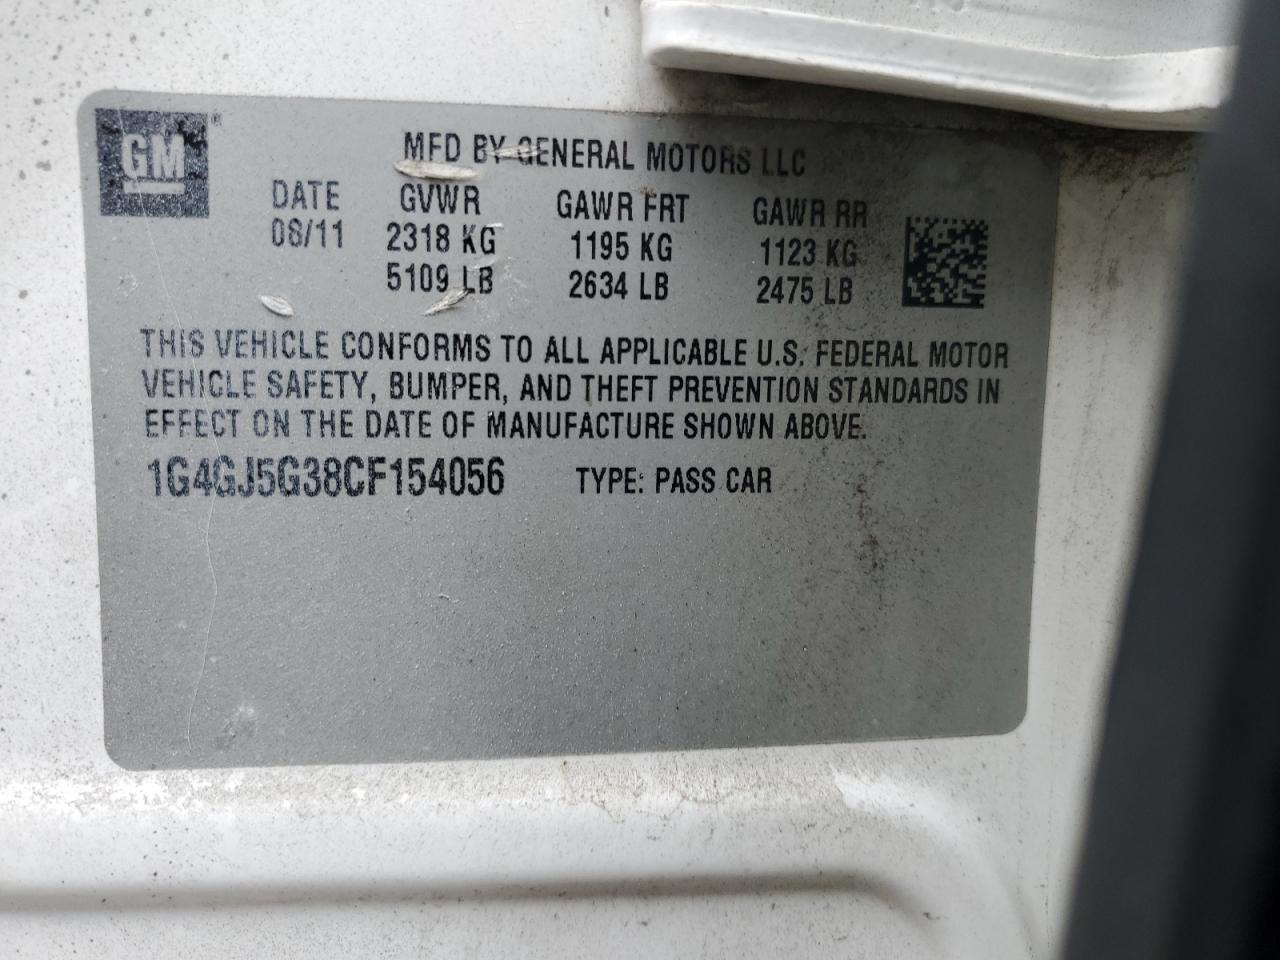 GM ®
MFD BY GENERAL MOTORS LLC
DATE GVWR GAWR FRT GAWR RR
08/11 2318 KG 1195 KG 1123 KG
5109 LB 2634 LB 2475 LB
THIS VEHICLE CONFORMS TO ALL APPLICABLE U.S. FEDERAL MOTOR
VEHICLE SAFETY, BUMPER, AND THEFT PREVENTION STANDARDS IN
EFFECT ON THE DATE OF MANUFACTURE SHOWN ABOVE.
1G4GJ5G38CF154056 TYPE: PASS CAR